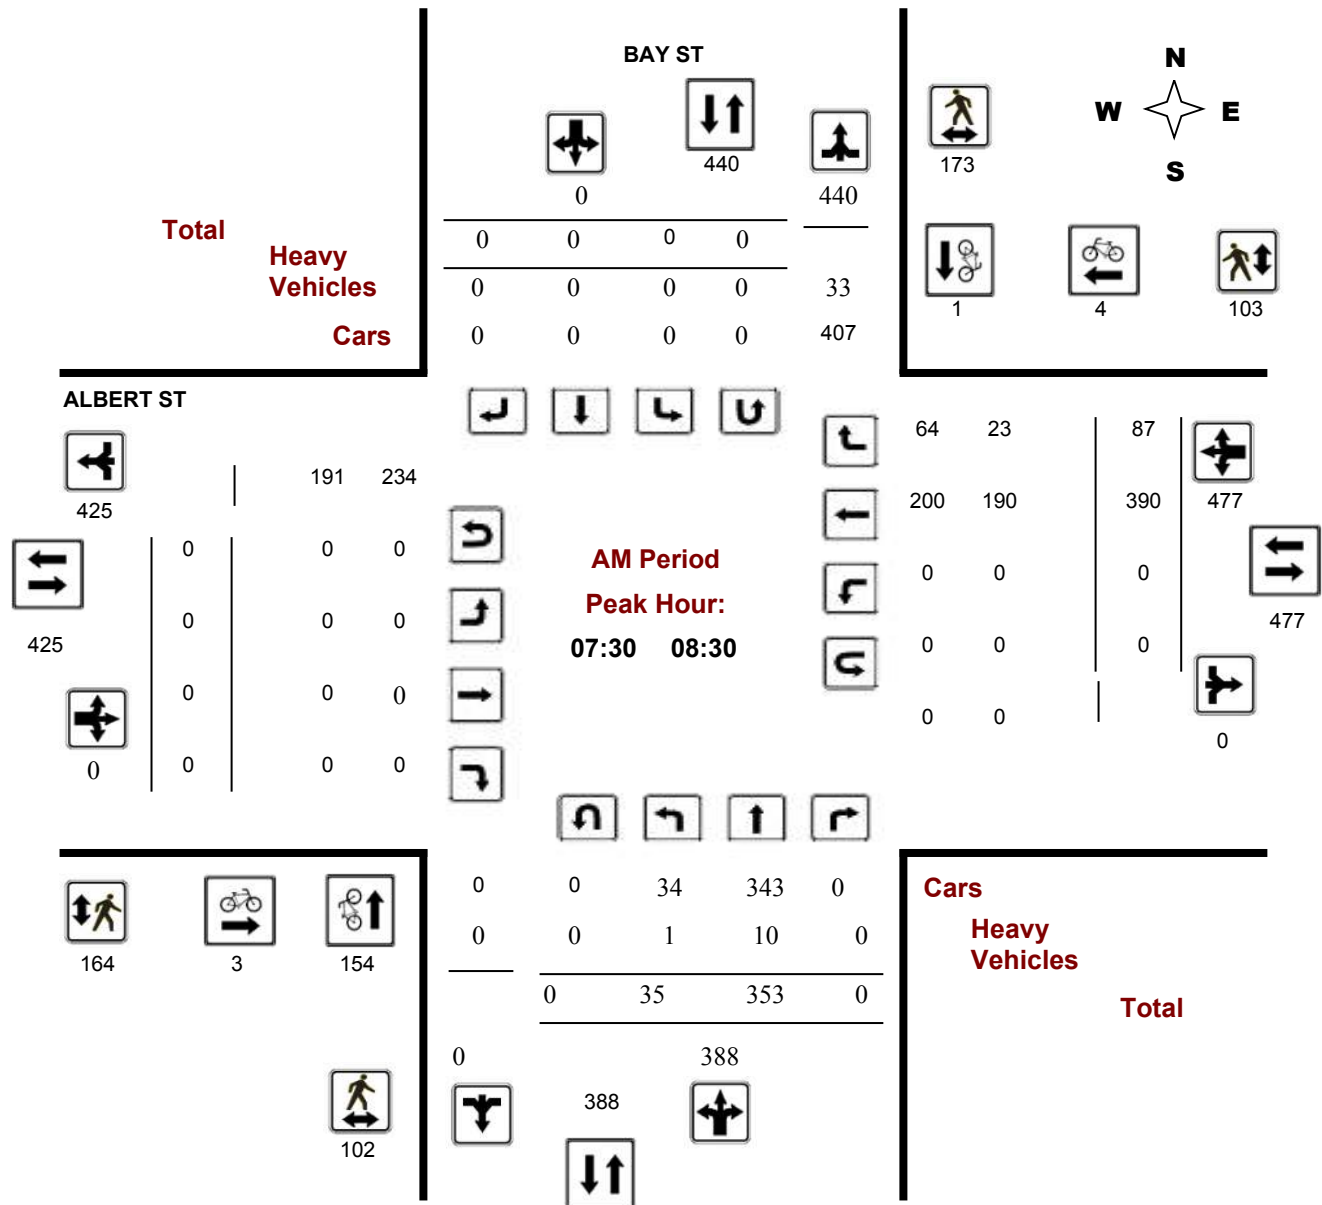 BAY ST
N
W E
S
440
173
0
440
Total
0 0 0 0
Heavy
Vehicles
0 0 0 0 33
1 4 103
Cars
0 0 0 0 407
ALBERT ST
64 23 87
191 234
425
200 190 390 477
0 0 0
AM Period
0 0 0
Peak Hour:
0 0 0
425
477
07:30 08:30
0 0 0
0 0 0
0 0
0
0 0 0 0
0 0 34 343 0
Cars
0 0 1 10 0
Heavy
Vehicles
164 3 154
0 35 353 0
Total
0 388
388
102